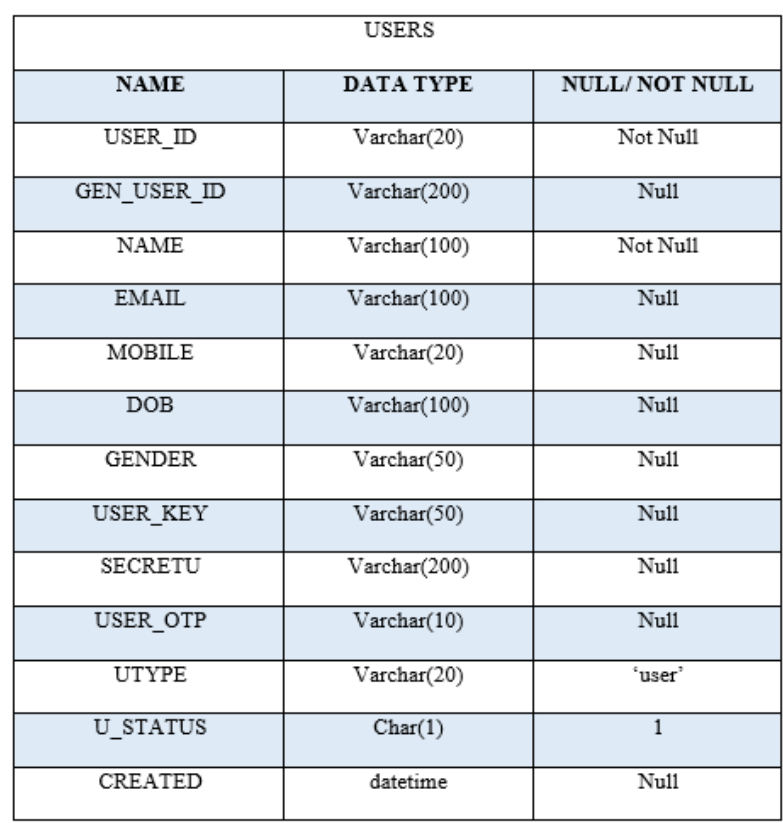 USERS
NAME DATA TYPE NULL/ NOT NULL
USER_ID Varchar(20) Not Null
GEN_USER_ID Varchar(200) Null
NAME Varchar(100) Not Null
EMAIL Varchar(100) Null
MOBILE Varchar(20) Null
DOB Varchar(100) Null
GENDER Varchar(50) Null
USER_KEY Varchar(50) Null
SECRETU Varchar(200) Null
USER_OTP Varchar(10) Null
UTYPE Varchar(20) ‘user’
U_STATUS Char(1) 1
CREATED datetime Null